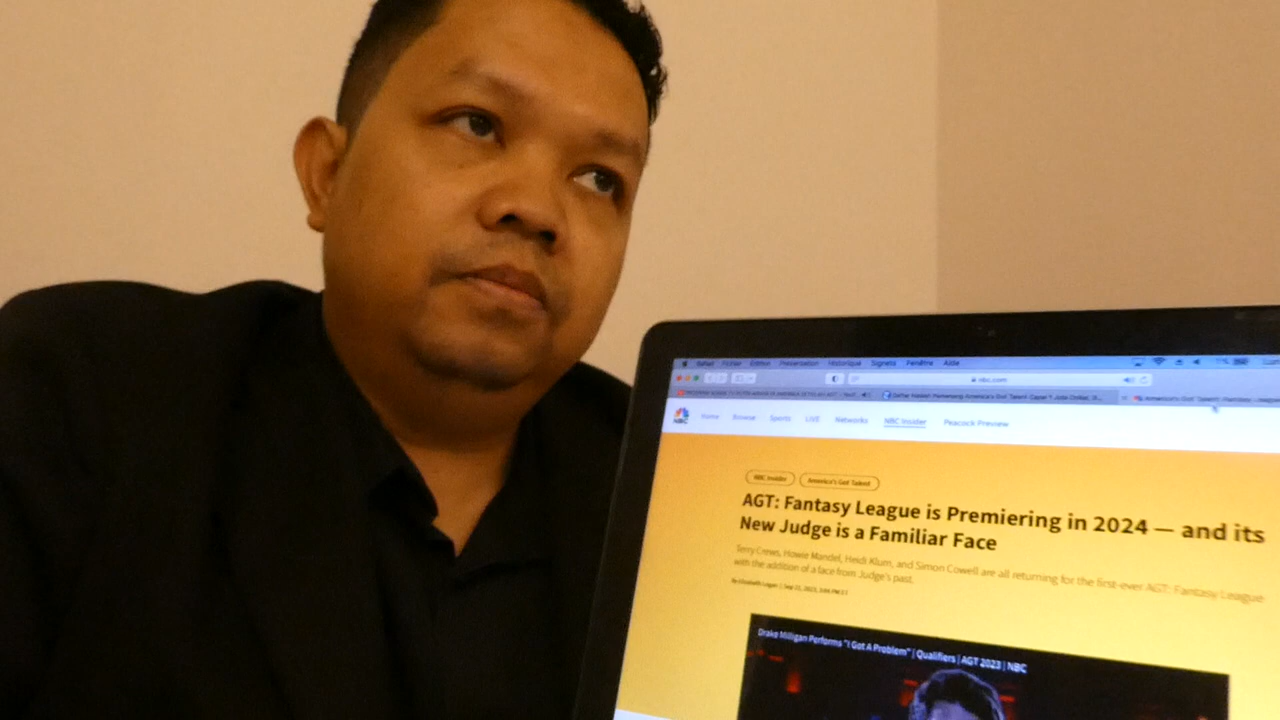 Safari Fichier Édition Présentation Historique Signets Fenêtre Aide
nbc.com
NBC Home Browse Sports LIVE Networks NBC Insider Peacock Preview
NBC Insider America's Got Talent
AGT: Fantasy League is Premiering in 2024 — and its
New Judge is a Familiar Face
Terry Crews, Howie Mandel, Heidi Klum, and Simon Cowell are all returning for the first-ever AGT: Fantasy League
with the addition of a face from Judge's past.
Drake Milligan Performs "I Got A Problem" | Qualifiers | AGT 2023 | NBC